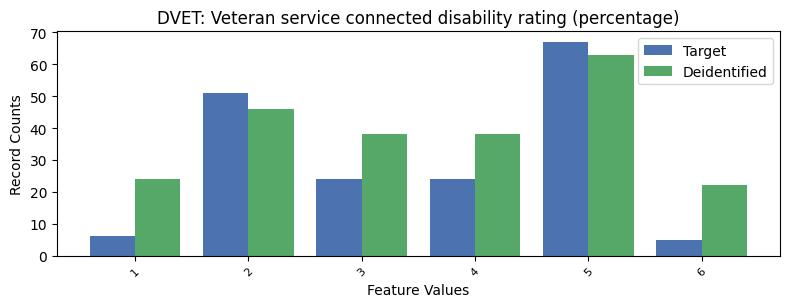 DVET: Veteran service connected disability rating (percentage)
Target
Deidentified
Record Counts
70
60
50
40
30
20
10
0
1 2 3 4 5 6
Feature Values